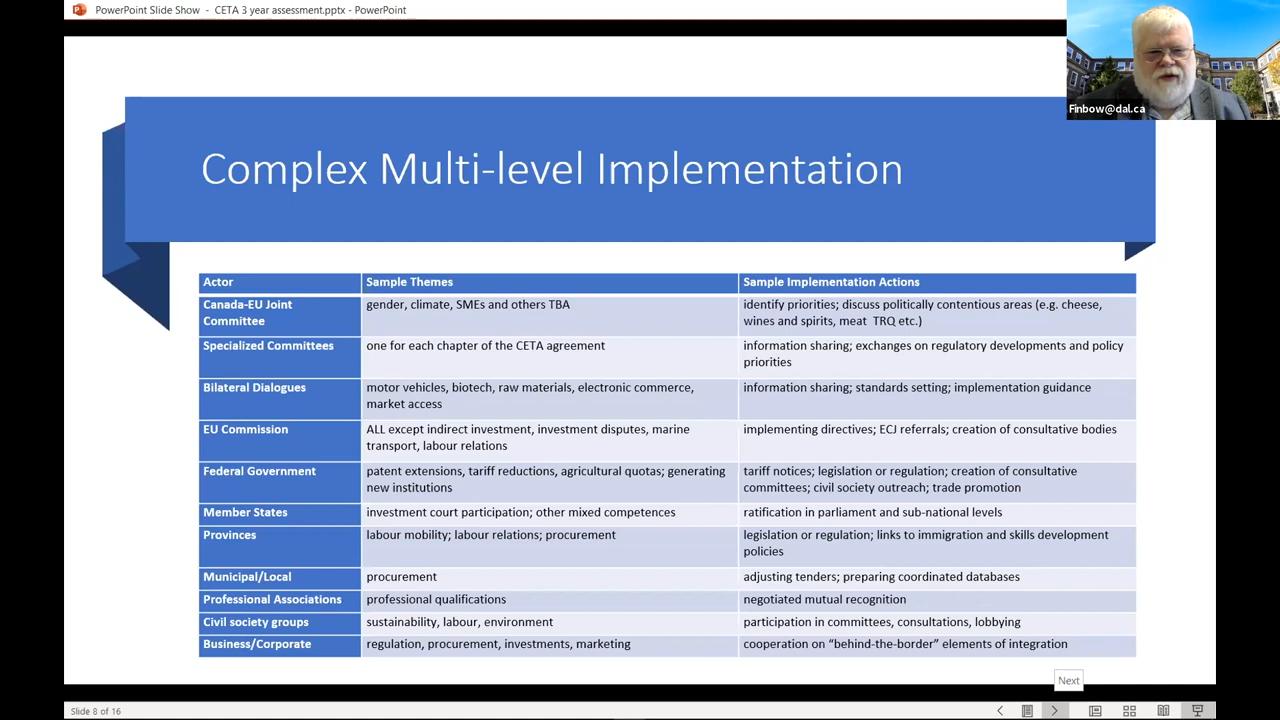 PowerPoint Slide Show - CETA 3 year assessment.pptx - PowerPoint
Finbow@dal.ca
Complex Multi-level Implementation
Actor Sample Themes Sample Implementation Actions
Canada-EU Joint Committee gender, climate, SMEs and others TBA identify priorities; discuss politically contentious areas (e.g. cheese, wines and spirits, meat TRQ etc.)
Specialized Committees one for each chapter of the CETA agreement information sharing; exchanges on regulatory developments and policy priorities
Bilateral Dialogues motor vehicles, biotech, raw materials, electronic commerce, market access information sharing; standards setting; implementation guidance
EU Commission ALL except indirect investment, investment disputes, marine transport, labour relations implementing directives; ECJ referrals; creation of consultative bodies
Federal Government patent extensions, tariff reductions, agricultural quotas; generating new institutions tariff notices; legislation or regulation; creation of consultative committees; civil society outreach; trade promotion
Member States investment court participation; other mixed competences ratification in parliament and sub-national levels
Provinces labour mobility; labour relations; procurement legislation or regulation; links to immigration and skills development policies
Municipal/Local procurement adjusting tenders; preparing coordinated databases
Professional Associations professional qualifications negotiated mutual recognition
Civil society groups sustainability, labour, environment participation in committees, consultations, lobbying
Business/Corporate regulation, procurement, investments, marketing cooperation on “behind-the-border” elements of integration
Next
Slide 8 of 16